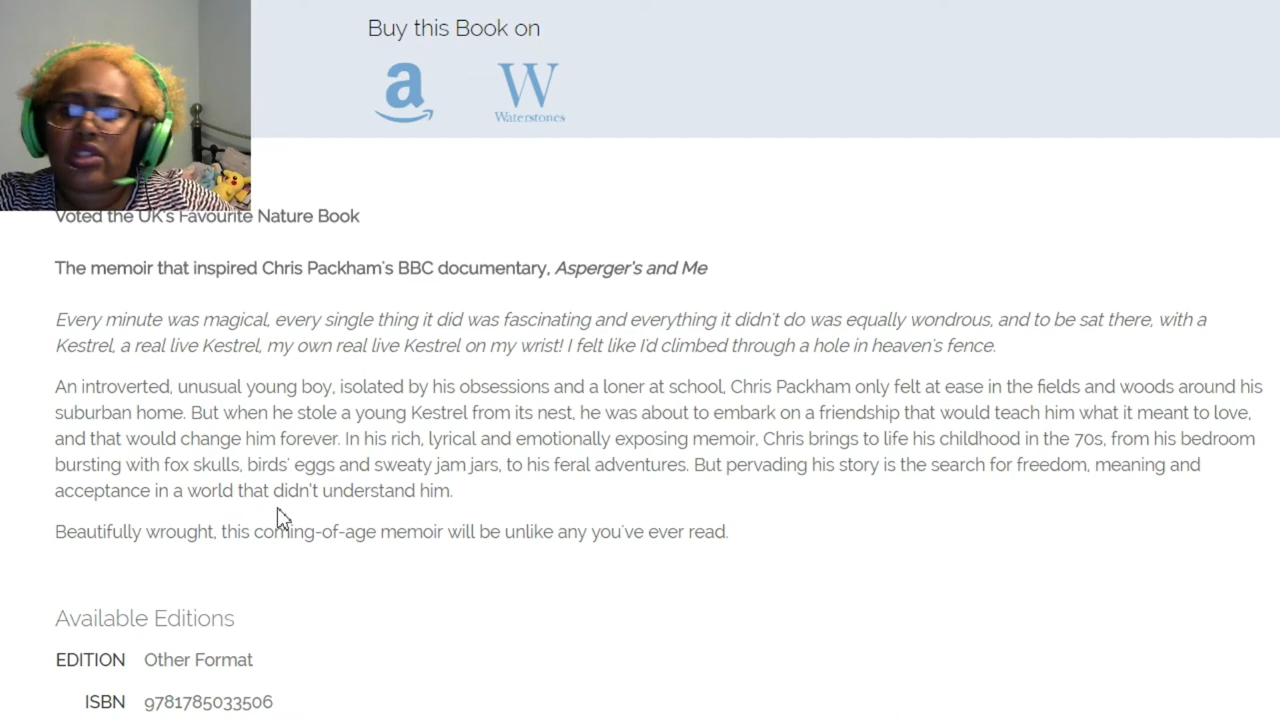 Buy this Book on
a
W
Waterstones
Voted the UK's Favourite Nature Book
The memoir that inspired Chris Packham's BBC documentary, Asperger's and Me
Every minute was magical, every single thing it did was fascinating and everything it didn't do was equally wondrous, and to be sat there, with a
Kestrel, a real live Kestrel, my own real live Kestrel on my wrist! I felt like I'd climbed through a hole in heaven's fence.
An introverted, unusual young boy, isolated by his obsessions and a loner at school, Chris Packham only felt at ease in the fields and woods around his
suburban home. But when he stole a young Kestrel from its nest, he was about to embark on a friendship that would teach him what it meant to love,
and that would change him forever. In his rich, lyrical and emotionally exposing memoir, Chris brings to life his childhood in the 70s, from his bedroom
bursting with fox skulls, birds' eggs and sweaty jam jars, to his feral adventures. But pervading his story is the search for freedom, meaning and
acceptance in a world that didn't understand him.
Beautifully wrought, this coming-of-age memoir will be unlike any you've ever read.
Available Editions
EDITION Other Format
ISBN 9781785033506